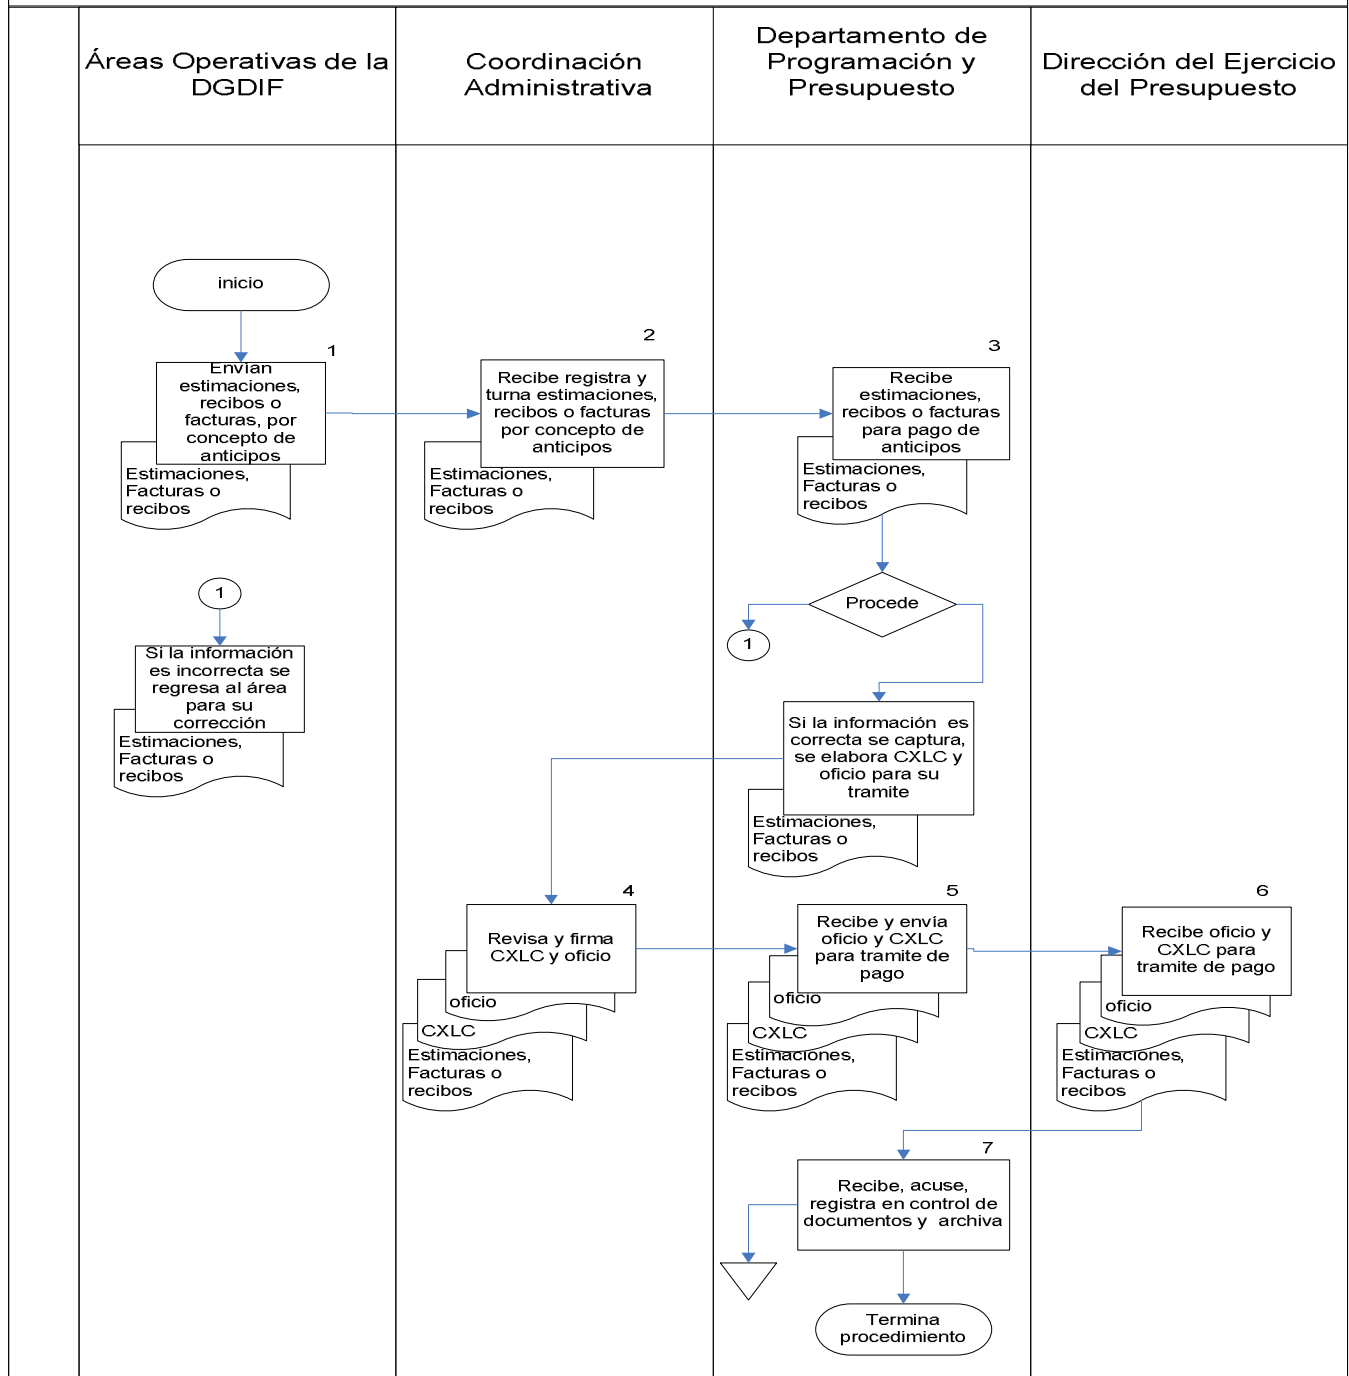 Áreas Operativas de la
DGDIF
Coordinación
Administrativa
Departamento de
Programación y
Presupuesto
Dirección del Ejercicio
del Presupuesto
inicio
1
Envían
estimaciones,
recibos o
facturas, por
concepto de
anticipos
Estimaciones,
Facturas o
recibos
2
Recibe registra y
turna estimaciones,
recibos o facturas
por concepto de
anticipos
Estimaciones,
Facturas o
recibos
3
Recibe
estimaciones,
recibos o facturas
para pago de
anticipos
Estimaciones,
Facturas o
recibos
Procede
1
1
Si la información
es incorrecta se
regresa al área
para su
corrección
Estimaciones,
Facturas o
recibos
Si la información  es
correcta se captura,
se elabora CXLC y
oficio para su
tramite
Estimaciones,
Facturas o
recibos
4
Revisa y firma
CXLC y oficio
oficio
CXLC
Estimaciones,
Facturas o
recibos
5
Recibe y envía
oficio y CXLC
para tramite de
pago
oficio
CXLC
Estimaciones,
Facturas o
recibos
6
Recibe oficio y
CXLC para
tramite de pago
oficio
CXLC
Estimaciones,
Facturas o
recibos
7
Recibe, acuse,
registra en control de
documentos y  archiva
Termina
procedimiento